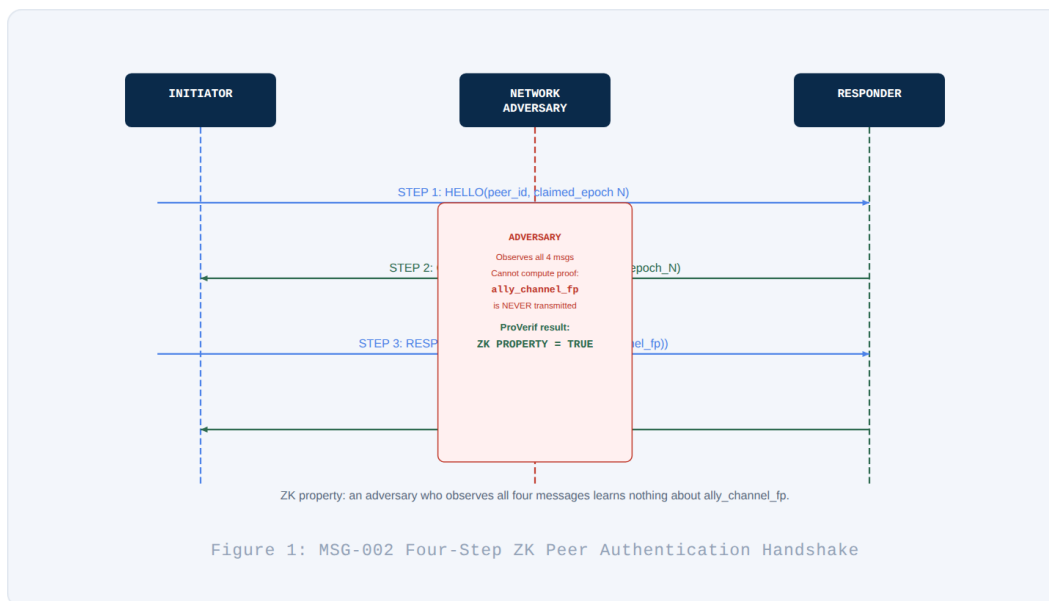 INITIATOR
NETWORK
ADVERSARY
RESPONDER
STEP 1: HELLO(peer_id, claimed_epoch N)
STEP 2:
epoch_N)
STEP 3: RESP
el_fp))
ADVERSARY
Observes all 4 msgs
Cannot compute proof:
ally_channel_fp
is NEVER transmitted
ProVerif result:
ZK PROPERTY = TRUE
ZK property: an adversary who observes all four messages learns nothing about ally_channel_fp.
Figure 1: MSG-002 Four-Step ZK Peer Authentication Handshake